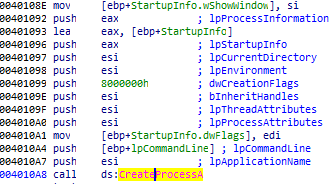 0040108E mov [ebp+StartupInfo.wShowWindow], si
00401092 push eax ; lpProcessInformation
00401093 lea eax, [ebp+StartupInfo]
00401096 push eax ; lpStartupInfo
00401097 push esi ; lpCurrentDirectory
00401098 push esi ; lpEnvironment
00401099 push 8000000h ; dwCreationFlags
0040109E push esi ; bInheritHandles
0040109F push esi ; lpThreadAttributes
004010A0 push esi ; lpProcessAttributes
004010A1 mov [ebp+StartupInfo.dwFlags], edi
004010A4 push [ebp+lpCommandLine] ; lpCommandLine
004010A7 push esi ; lpApplicationName
004010A8 call ds:CreateProcessA